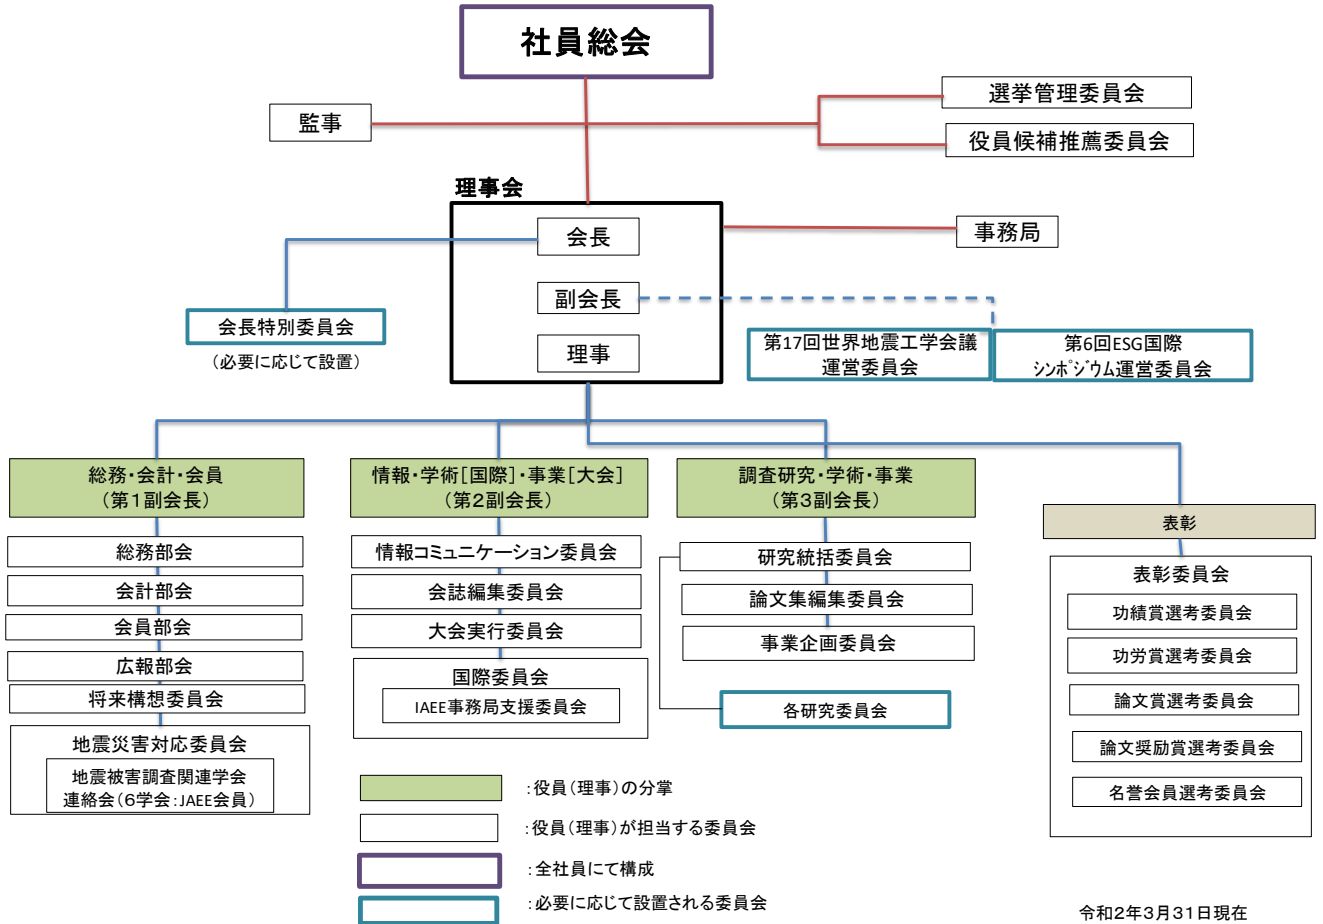 社員総会
監事
選挙管理委員会
役員候補推薦委員会
理事会
会長
事務局
副会長
会長特別委員会
(必要に応じて設置)
理事
第17回世界地震工学会議
運営委員会
第6回ESG国際
シンポジウム運営委員会
総務・会計・会員
(第1副会長)
総務部会
会計部会
会員部会
広報部会
将来構想委員会
地震災害対応委員会
地震被害調査関連学会
連絡会(6学会:JAEE会員)
情報・学術[国際]・事業[大会]
(第2副会長)
情報コミュニケーション委員会
会誌編集委員会
大会実行委員会
国際委員会
IAEE事務局支援委員会
調査研究・学術・事業
(第3副会長)
研究統括委員会
論文集編集委員会
事業企画委員会
各研究委員会
表彰
表彰委員会
功績賞選考委員会
功労賞選考委員会
論文賞選考委員会
論文奨励賞選考委員会
名誉会員選考委員会
:役員(理事)の分掌
:役員(理事)が担当する委員会
:全社員にて構成
:必要に応じて設置される委員会
令和2年3月31日現在